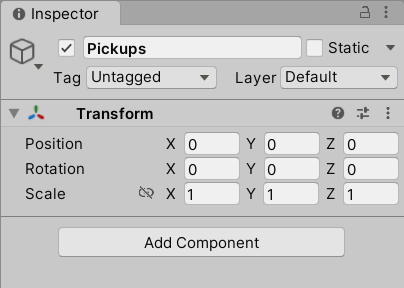 Inspector
Pickups Static
Tag Untagged Layer Default
Transform
Position X 0 Y 0 Z 0
Rotation X 0 Y 0 Z 0
Scale X 1 Y 1 Z 1
Add Component